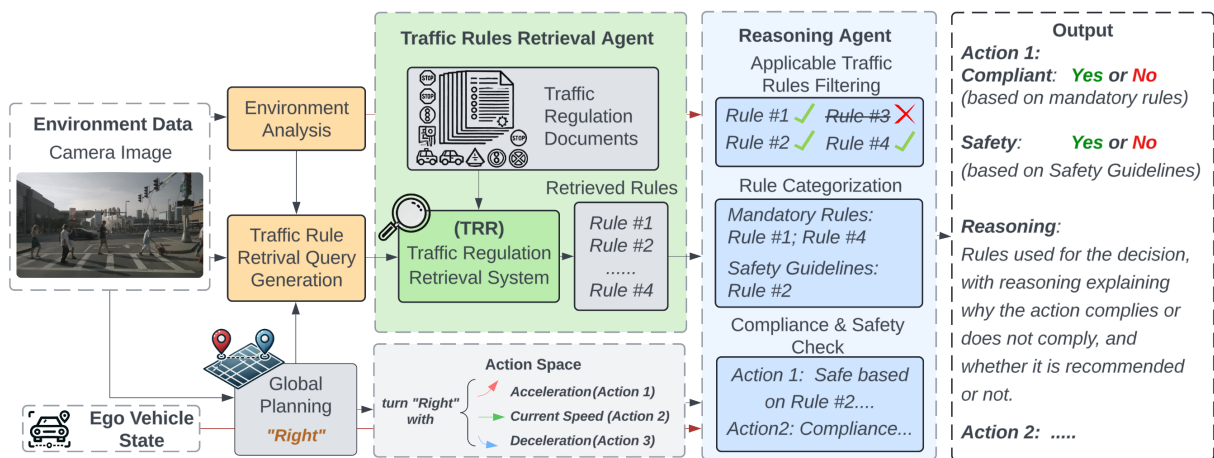 Environment Data
Camera Image
Ego Vehicle
State
Environment
Analysis
Traffic Rule
Retrival Query
Generation
Global
Planning
"Right"
Traffic Rules Retrieval Agent
STOP
STOP
STOP
Traffic
Regulation
Documents
(TRR)
Traffic Regulation
Retrieval System
Retrieved Rules
Rule #1
Rule #2
......
Rule #4
Action Space
turn "Right"
with
Acceleration(Action 1)
Current Speed (Action 2)
Deceleration(Action 3)
Reasoning Agent
Applicable Traffic
Rules Filtering
Rule #1 Rule #3
Rule #2 Rule #4
Rule Categorization
Mandatory Rules:
Rule #1; Rule #4
Safety Guidelines:
Rule #2
Compliance & Safety
Check
Action 1: Safe based
on Rule #2....
Action2: Compliance...
Output
Action 1:
Compliant: Yes or No
(based on mandatory rules)
Safety: Yes or No
(based on Safety Guidelines)
Reasoning:
Rules used for the decision,
with reasoning explaining
why the action complies or
does not comply, and
whether it is recommended
or not.
Action 2: .....